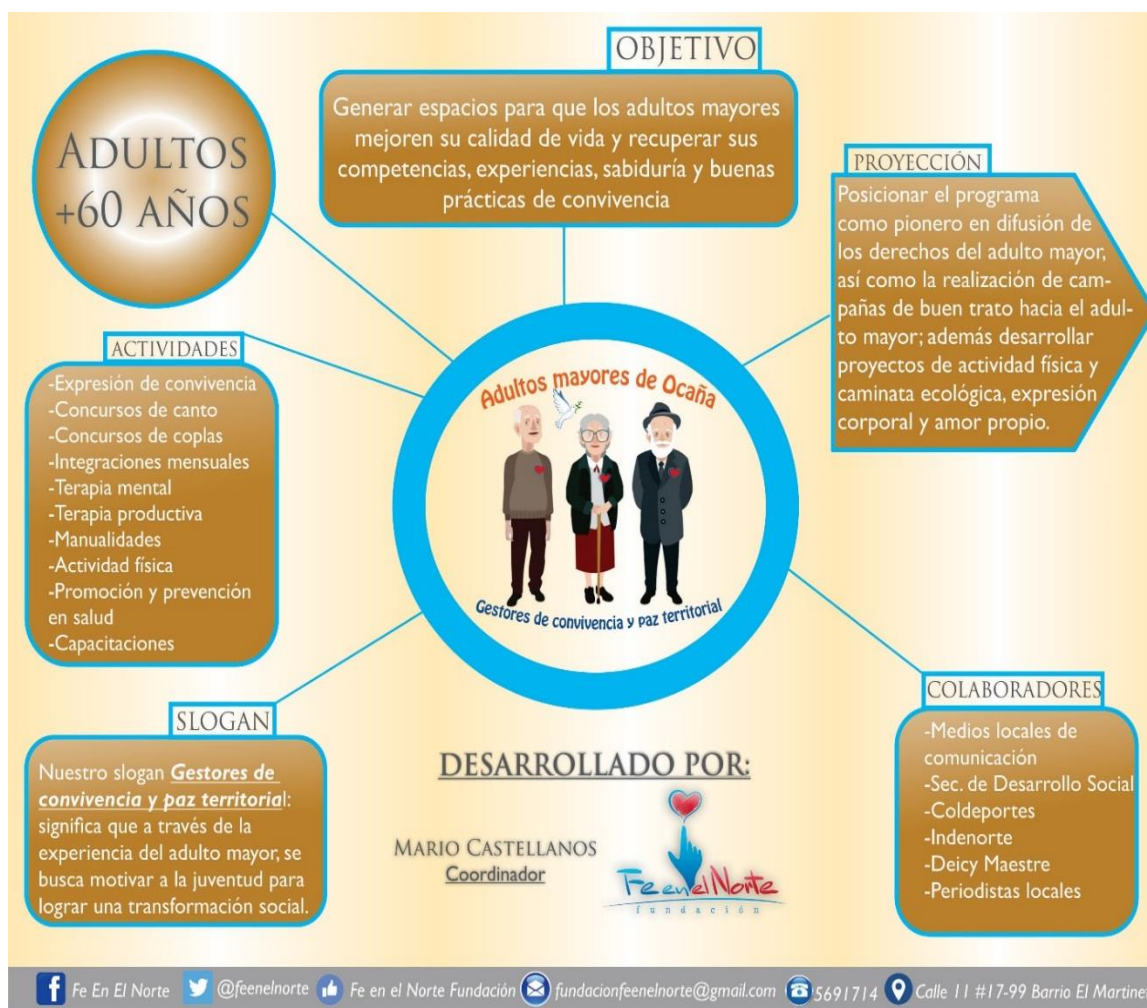 ADULTOS
+60 AÑOS
OBJETIVO
Generar espacios para que los adultos mayores
mejoren su calidad de vida y recuperar sus
competencias, experiencias, sabiduría y buenas
prácticas de convivencia
PROYECCIÓN
Posicionar el programa
como pionero en difusión de
los derechos del adulto mayor,
así como la realización de cam-
pañas de buen trato hacia el adul-
to mayor; además desarrollar
proyectos de actividad física y
caminata ecológica, expresión
corporal y amor propio.
ACTIVIDADES
-Expresión de convivencia
-Concursos de canto
-Concursos de coplas
-Integraciones mensuales
-Terapia mental
-Terapia productiva
-Manualidades
-Actividad física
-Promoción y prevención
en salud
-Capacitaciones
Adultos mayores de Ocaña
Gestores de convivencia y paz territorial
SLOGAN
Nuestro slogan Gestores de
convivencia y paz territorial:
significa que a través de la
experiencia del adulto mayor, se
busca motivar a la juventud para
lograr una transformación social.
DESARROLLADO POR:
MARIO CASTELLANOS
Coordinador
Fe en el Norte
fundación
COLABORADORES
-Medios locales de
comunicación
-Sec. de Desarrollo Social
-Coldeportes
-Indenorte
-Deicy Maestre
-Periodistas locales
Fe En El Norte @feenelnorte Fe en el Norte Fundación fundacionfeenelnorte@gmail.com 5691714 Calle 11 #17-99 Barrio El Martine